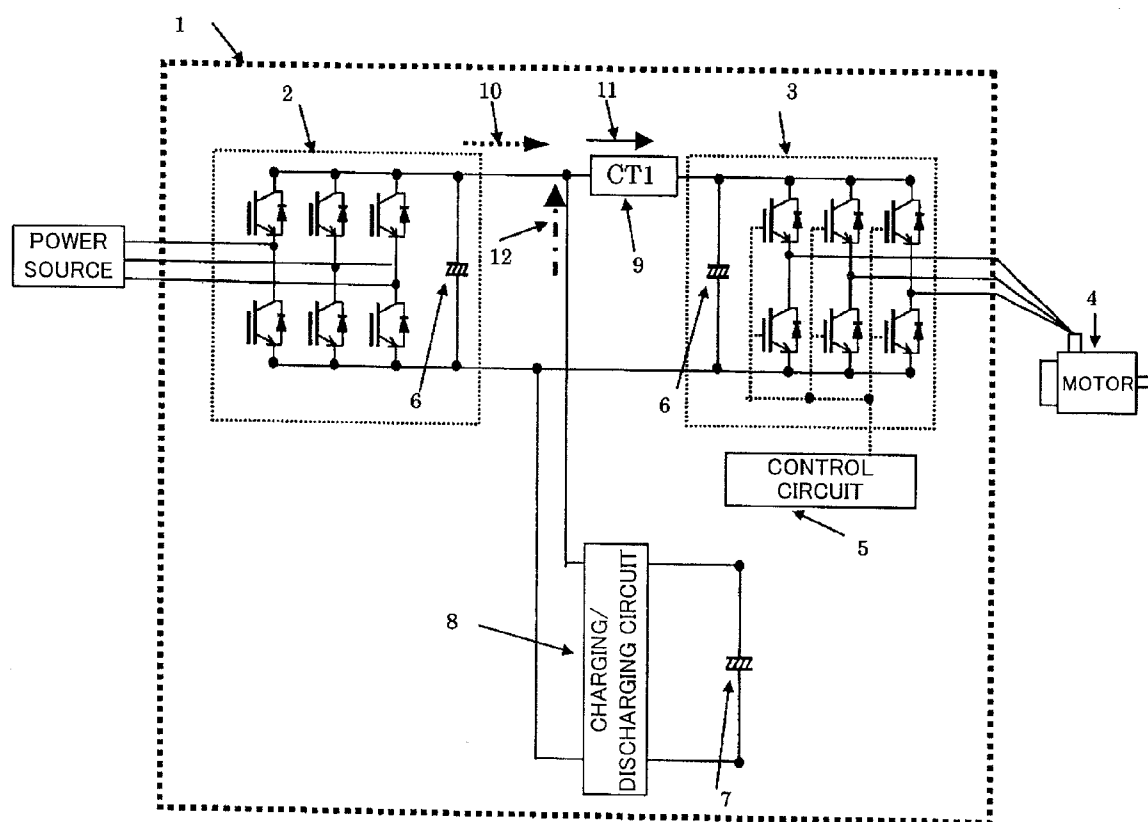 1
2
10
11
3
CT1
POWER
SOURCE
12
9
4
6
6
MOTOR
CONTROL
CIRCUIT
5
8
CHARGING/
DISCHARGING CIRCUIT
7